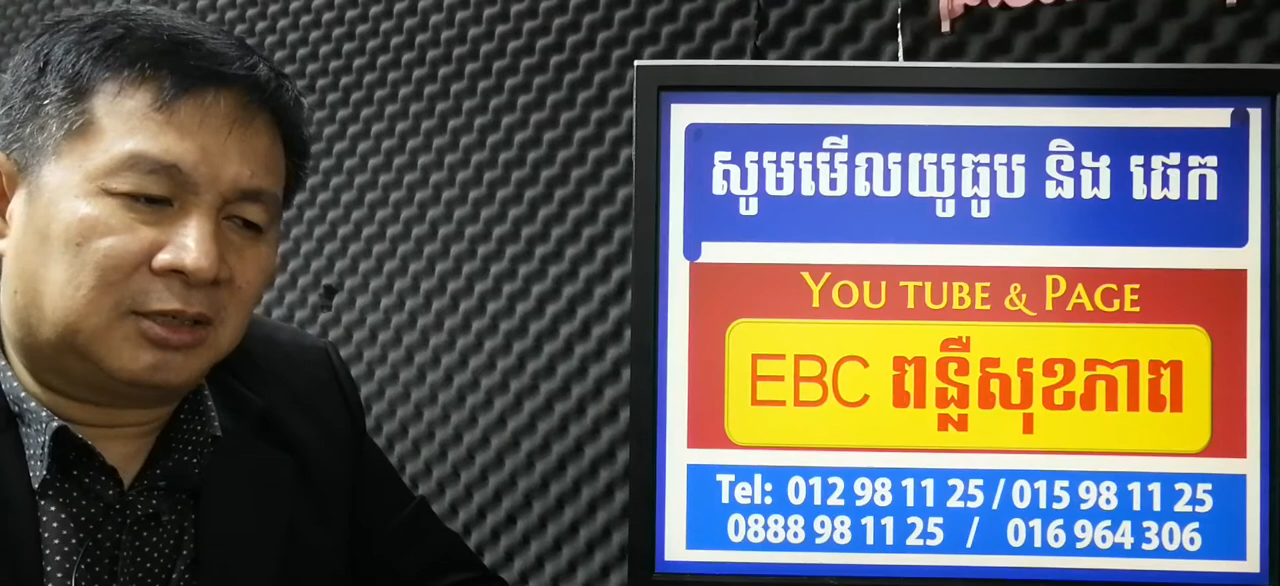 សូមមើលយូធូប និង ផេក
YOU TUBE & PAGE
EBC ពន្លឺសុខភាព
Tel: 012 98 11 25 / 015 98 11 25
0888 98 11 25 / 016 964 306